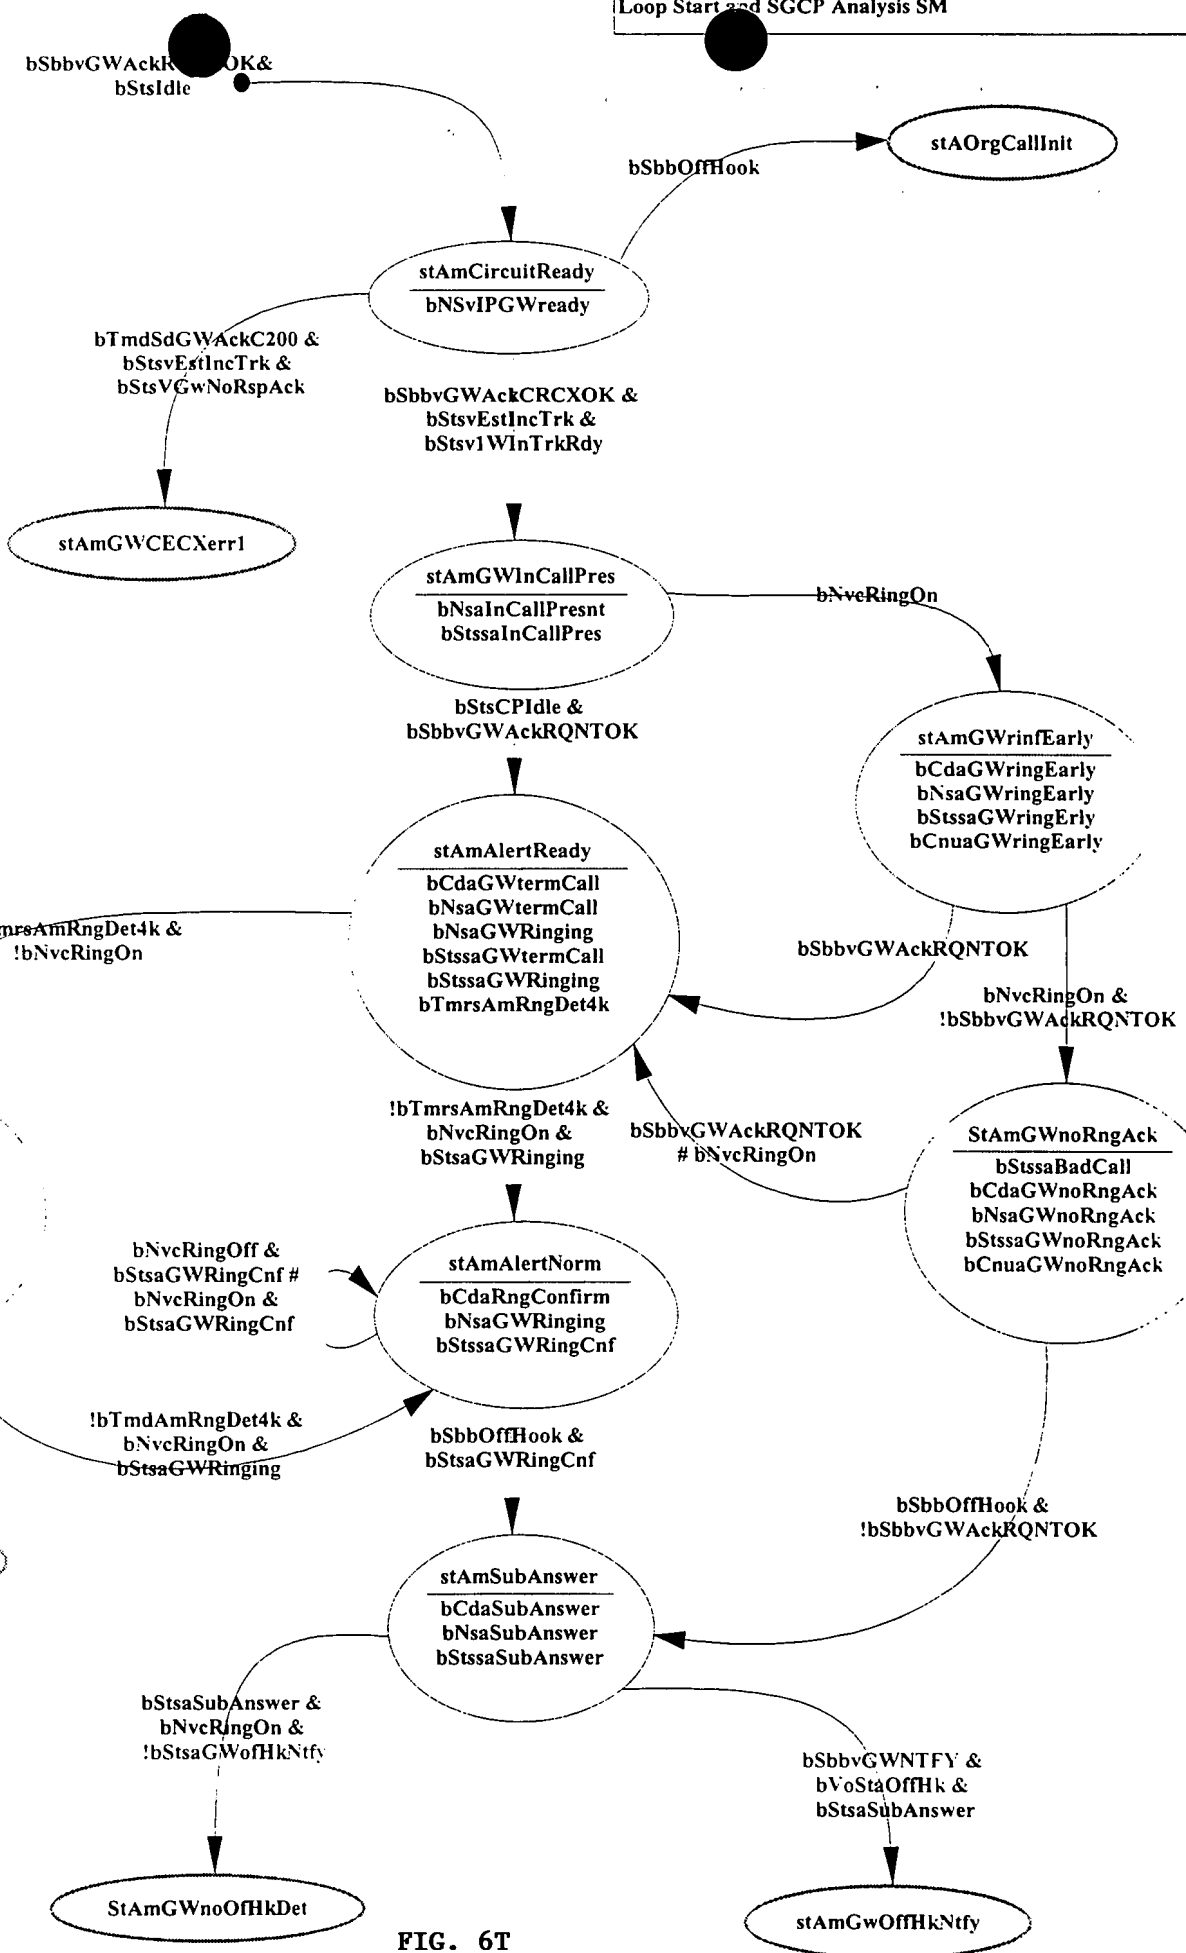 Loop Start and SGCP Analysis SM
OK&
bStsIdle
stAOrgCallInit
bSbbOffHook
stAmCircuitReady
bNSvIPGWready
bTmdSdGWAckC200 &
bStsvEstIncTrk &
bStsVGwNoRspAck
bSbbvGWAckCRCXOK &
bStsvEstIncTrk &
bStsv1WInTrkRdy
stAmGWCECXerr1
stAmGWInCallPres
bNsaInCallPresnt
bStssaInCallPres
bNvcRingOn
bStsCPIdle &
bSbbvGWAckRQNTOK
stAmGWrinfEarly
bCdaGWringEarly
bNsaGWringEarly
bStssaGWringErly
bCnuaGWringEarly
stAmAlertReady
bCdaGWtermCall
bNsaGWtermCall
bNsaGWRinging
bStssaGWtermCall
bStssaGWRinging
bTmrsAmRngDet4k
mrsAmRngDet4k &
!bNvcRingOn
bSbbvGWAckRQNTOK
bNvcRingOn &
!bSbbvGWAckRQNTOK
!bTmrsAmRngDet4k &
bNvcRingOn &
bStsaGWRinging
bSbbvGWAckRQNTOK
# bNvcRingOn
StAmGWnoRngAck
bStssaBadCall
bCdaGWnoRngAck
bNsaGWnoRngAck
bStssaGWnoRngAck
bCnuaGWnoRngAck
bNvcRingOff &
bStsaGWRingCnf #
bNvcRingOn &
bStsaGWRingCnf
stAmAlertNorm
bCdaRngConfirm
bNsaGWRinging
bStssaGWRingCnf
!bTmdAmRngDet4k &
bNvcRingOn &
bStsaGWRinging
bSbbOffHook &
bStsaGWRingCnf
bSbbOffHook &
!bSbbvGWAckRQNTOK
stAmSubAnswer
bCdaSubAnswer
bNsaSubAnswer
bStssaSubAnswer
bStsaSubAnswer &
bNvcRingOn &
!bStsaGWofHkNtfy
bSbbvGWNTFY &
bVoStaOffHk &
bStsaSubAnswer
StAmGWnoOfHkDet
stAmGwOffHkNtfy
FIG. 6T